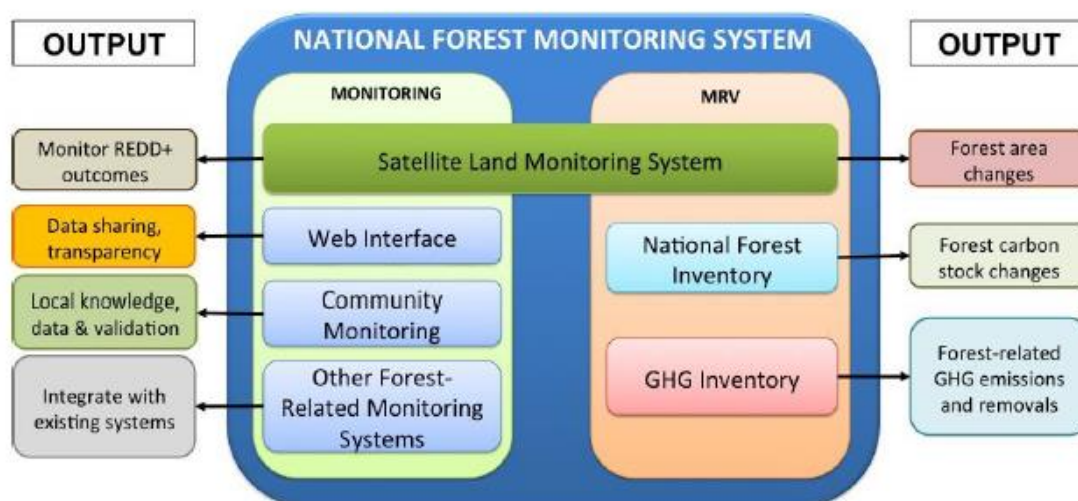 OUTPUT
NATIONAL FOREST MONITORING SYSTEM
OUTPUT
MONITORING
MRV
Monitor REDD+
outcomes
Satellite Land Monitoring System
Forest area
changes
Data sharing,
transparency
Web Interface
National Forest
Inventory
Forest carbon
stock changes
Local knowledge,
data & validation
Community
Monitoring
Integrate with
existing systems
Other Forest-
Related Monitoring
Systems
GHG Inventory
Forest-related
GHG emissions
and removals